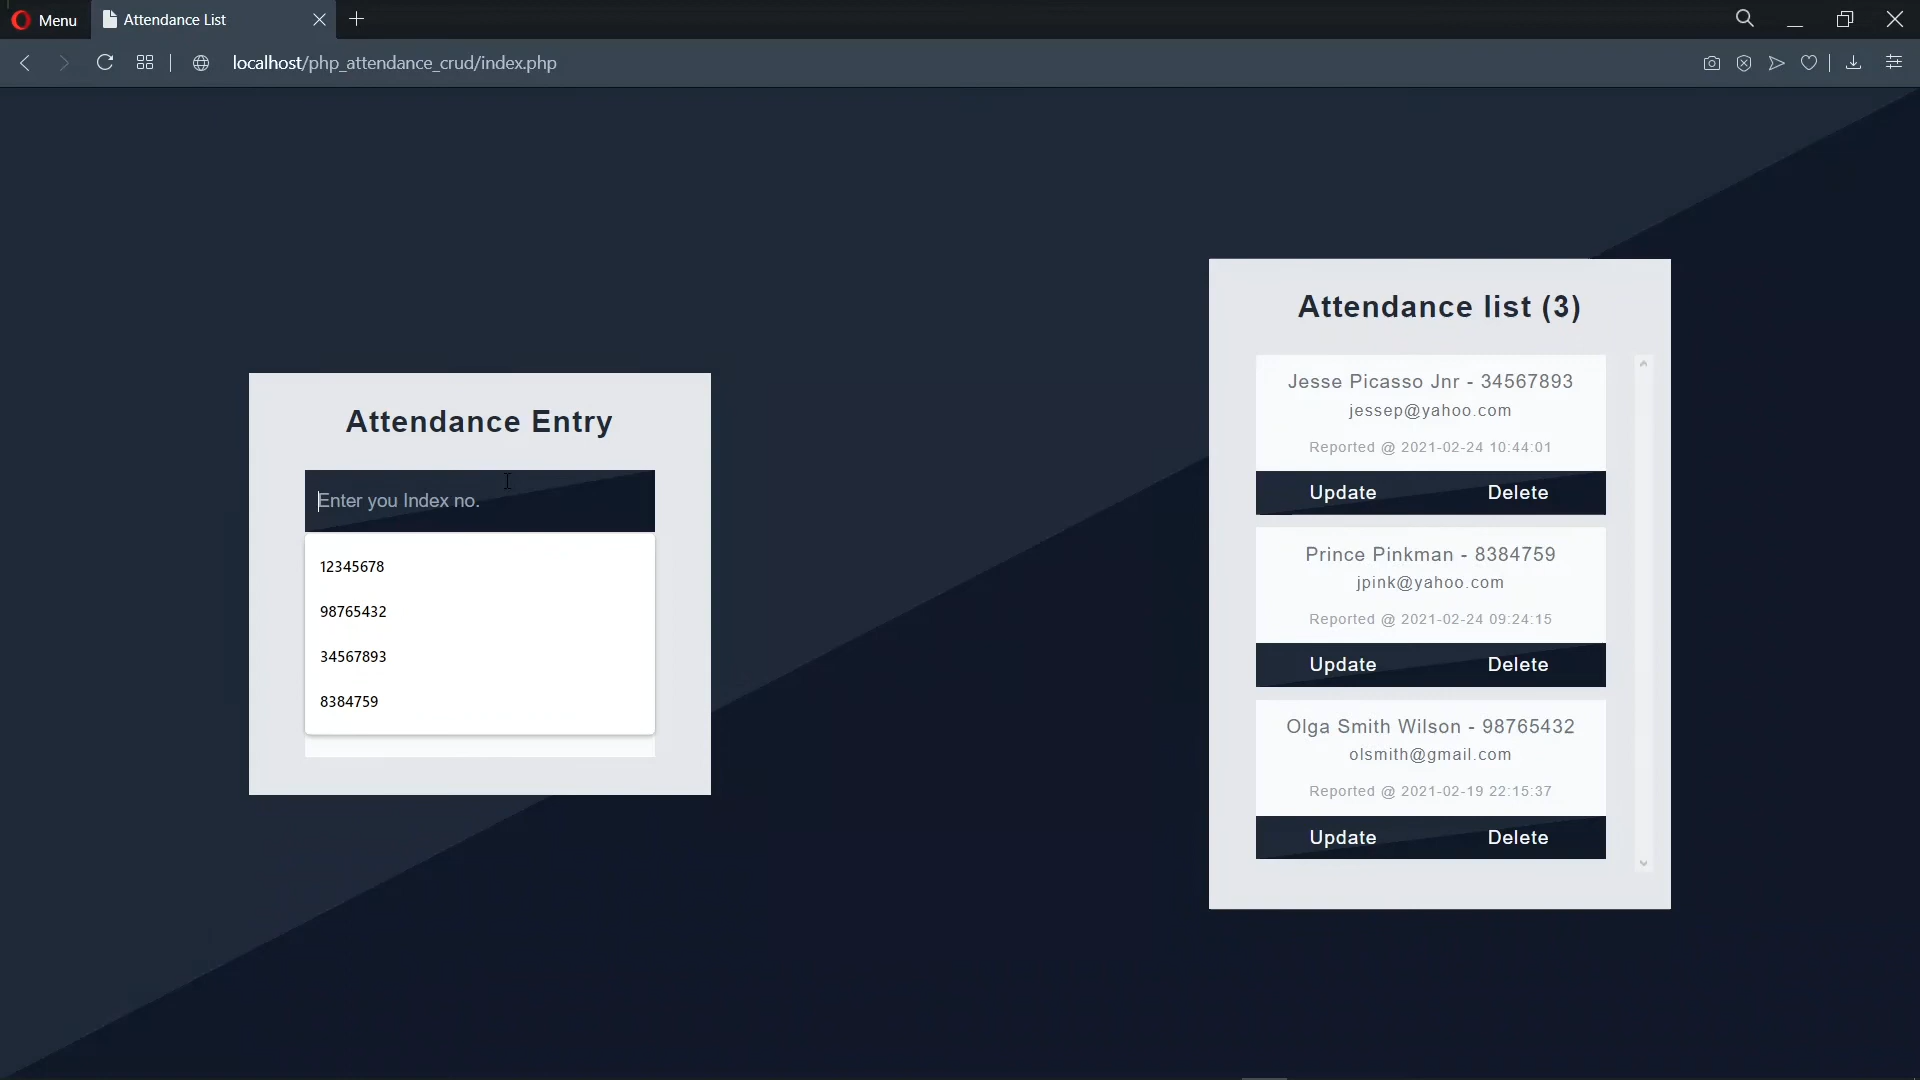 Menu
Attendance List
localhost/php_attendance_crud/index.php
Attendance Entry
Enter you Index no.
12345678
98765432
34567893
8384759
Attendance list (3)
Jesse Picasso Jnr - 34567893
jessep@yahoo.com
Reported @ 2021-02-24 10:44:01
Update Delete
Prince Pinkman - 8384759
jpink@yahoo.com
Reported @ 2021-02-24 09:24:15
Update Delete
Olga Smith Wilson - 98765432
olsmith@gmail.com
Reported @ 2021-02-19 22:15:37
Update Delete